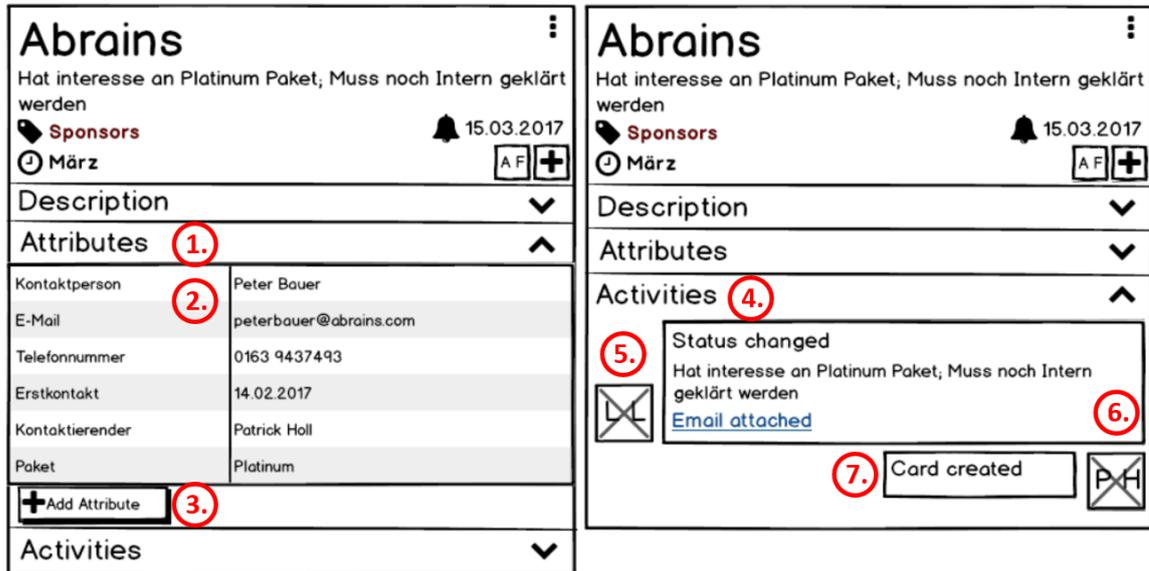 Abrains
Hat interesse an Platinum Paket; Muss noch Intern geklärt
werden
Sponsors
15.03.2017
März
A F
Description
Attributes
1.
Kontaktperson
Peter Bauer
2.
E-Mail
peterbauer@abrains.com
Telefonnummer
0163 9437493
Erstkontakt
14.02.2017
Kontaktierender
Patrick Holl
Paket
Platinum
Add Attribute
3.
Activities
Abrains
Hat interesse an Platinum Paket; Muss noch Intern geklärt
werden
Sponsors
15.03.2017
März
A F
Description
Attributes
Activities
4.
5.
Status changed
Hat interesse an Platinum Paket; Muss noch Intern
geklärt werden
L L
Email attached
6.
7.
Card created
P H